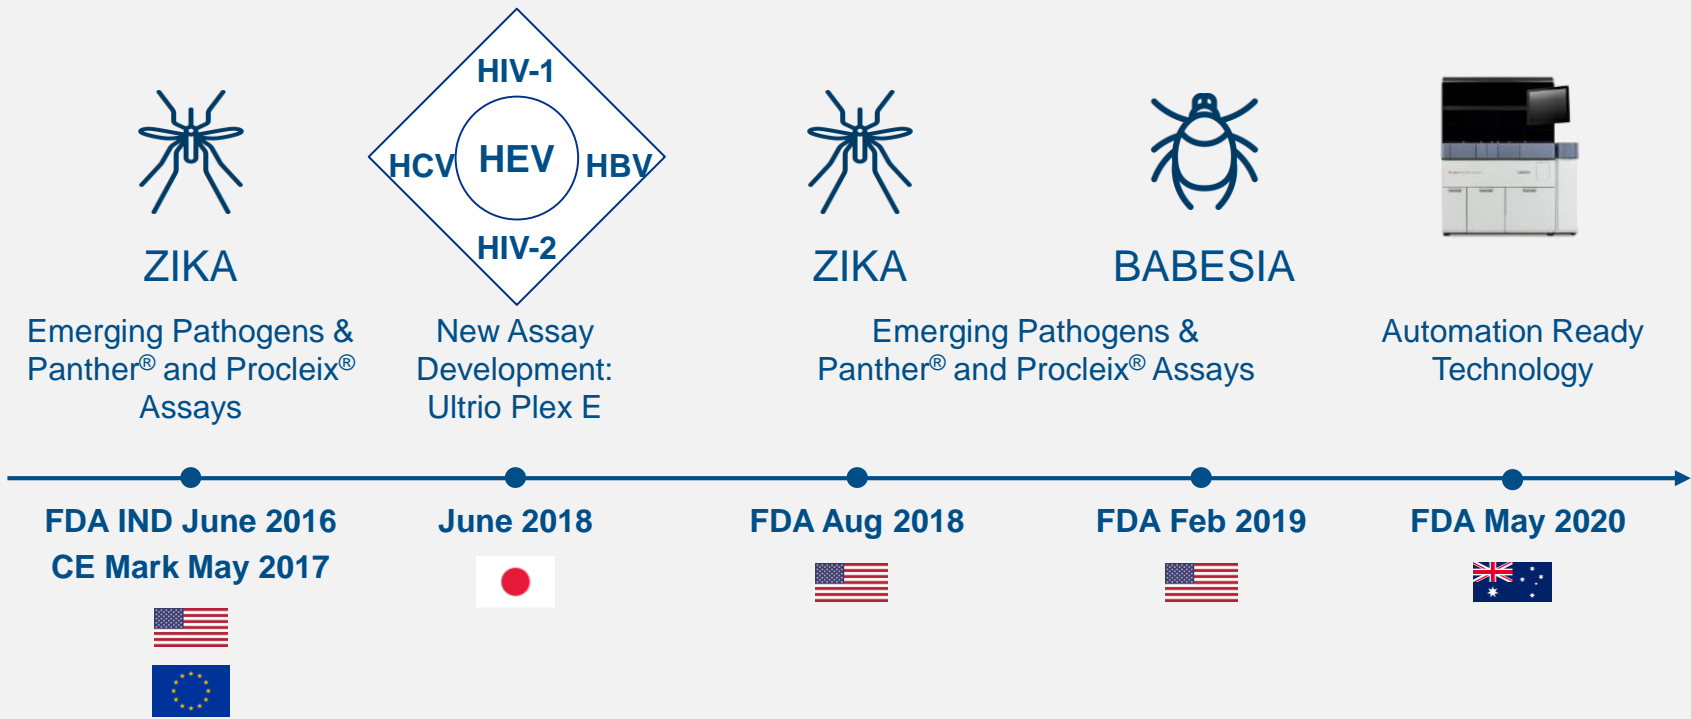 HIV-1
HCV
HEV
HBV
HIV-2
ZIKA
ZIKA
BABESIA
Emerging Pathogens &
Panther® and Procleix®
Assays
New Assay
Development:
Ultrio Plex E
Emerging Pathogens &
Panther® and Procleix® Assays
Automation Ready
Technology
FDA IND June 2016
CE Mark May 2017
June 2018
FDA Aug 2018
FDA Feb 2019
FDA May 2020